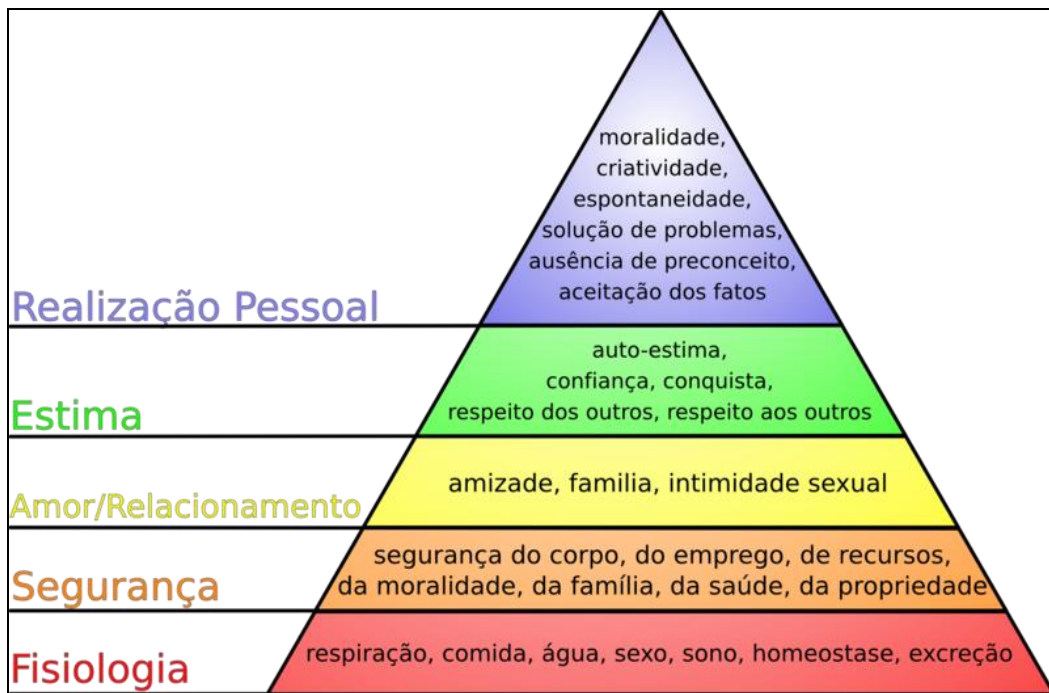 moralidade,
criatividade,
espontaneidade,
solução de problemas,
ausência de preconceito,
aceitação dos fatos
Realização Pessoal
auto-estima,
confiança, conquista,
respeito dos outros, respeito aos outros
Estima
amizade, familia, intimidade sexual
Amor/Relacionamento
segurança do corpo, do emprego, de recursos,
da moralidade, da família, da saúde, da propriedade
Segurança
respiração, comida, água, sexo, sono, homeostase, excreção
Fisiologia